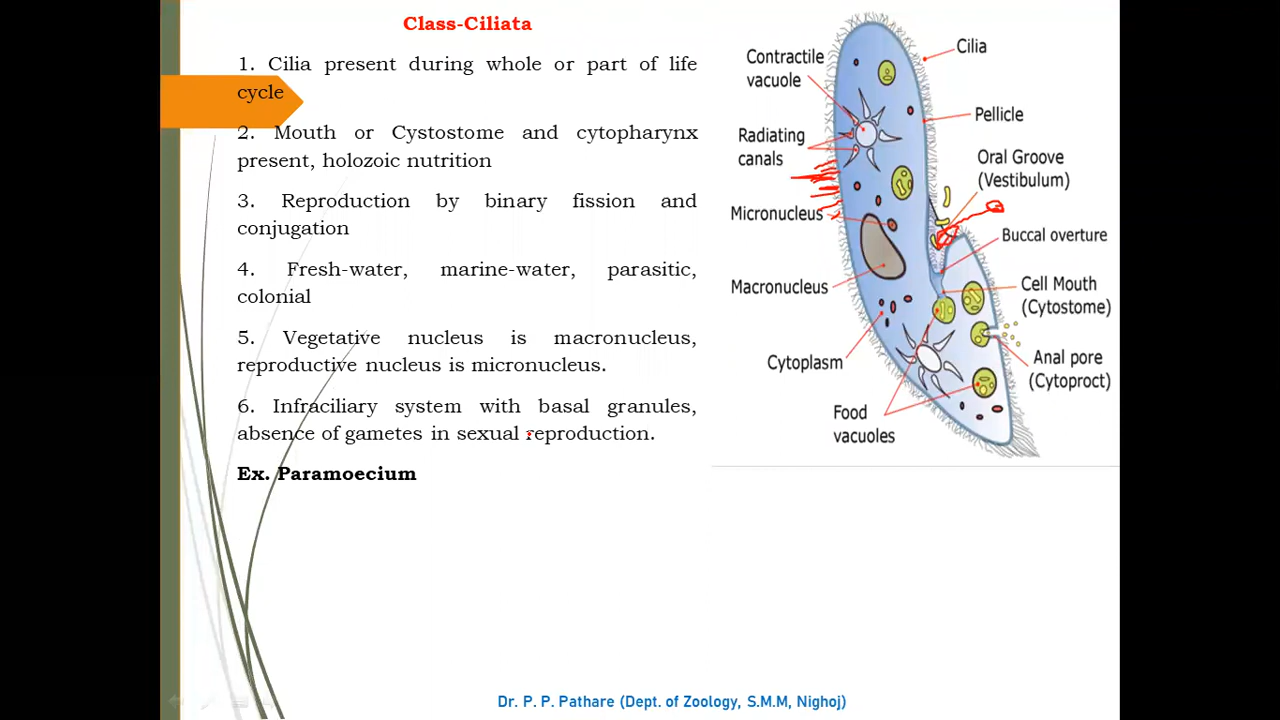 Class-Ciliata
1. Cilia present during whole or part of life
cycle
2. Mouth or Cystostome and cytopharynx
present, holozoic nutrition
3. Reproduction by binary fission and
conjugation
4. Fresh-water, marine-water, parasitic,
colonial
5. Vegetative nucleus is macronucleus,
reproductive nucleus is micronucleus.
6. Infraciliary system with basal granules,
absence of gametes in sexual reproduction.
Ex. Paramoecium
Contractile
vacuole
Radiating
canals
Micronucleus
Macronucleus
Cytoplasm
Food
vacuoles
Cilia
Pellicle
Oral Groove
(Vestibulum)
Buccal overture
Cell Mouth
(Cytostome)
Anal pore
(Cytoproct)
Dr. P. P. Pathare (Dept. of Zoology, S.M.M, Nighoj)